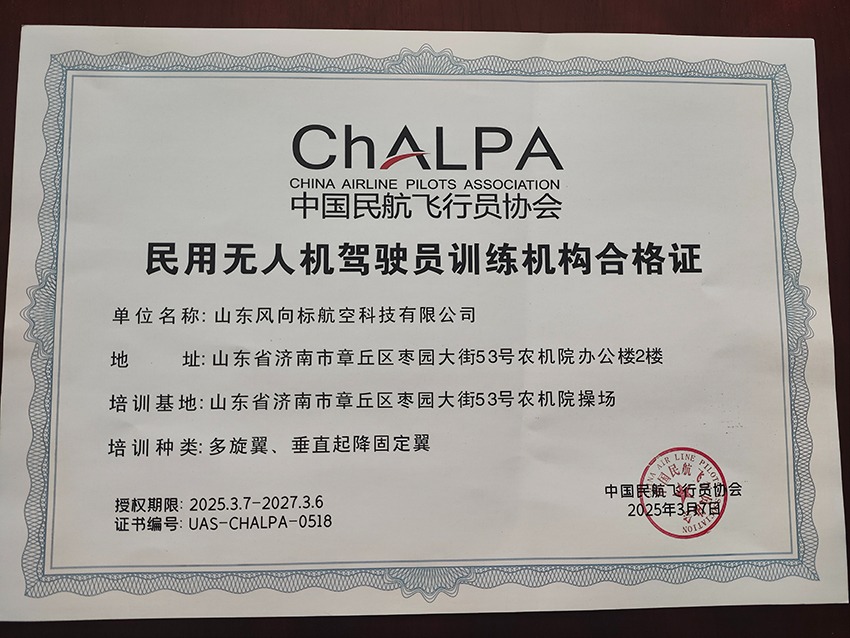 ChALPA
CHINA AIRLINE PILOTS ASSOCIATION
中国民航飞行员协会
民用无人机驾驶员训练机构合格证
单位名称: 山东风向标航空科技有限公司
地 址: 山东省济南市章丘区枣园大街53号农机院办公楼2楼
培训基地: 山东省济南市章丘区枣园大街53号农机院操场
培训种类: 多旋翼、垂直起降固定翼
授权期限: 2025.3.7-2027.3.6
证书编号: UAS-CHALPA-0518
中国民航飞行员协会
2025年3月7日